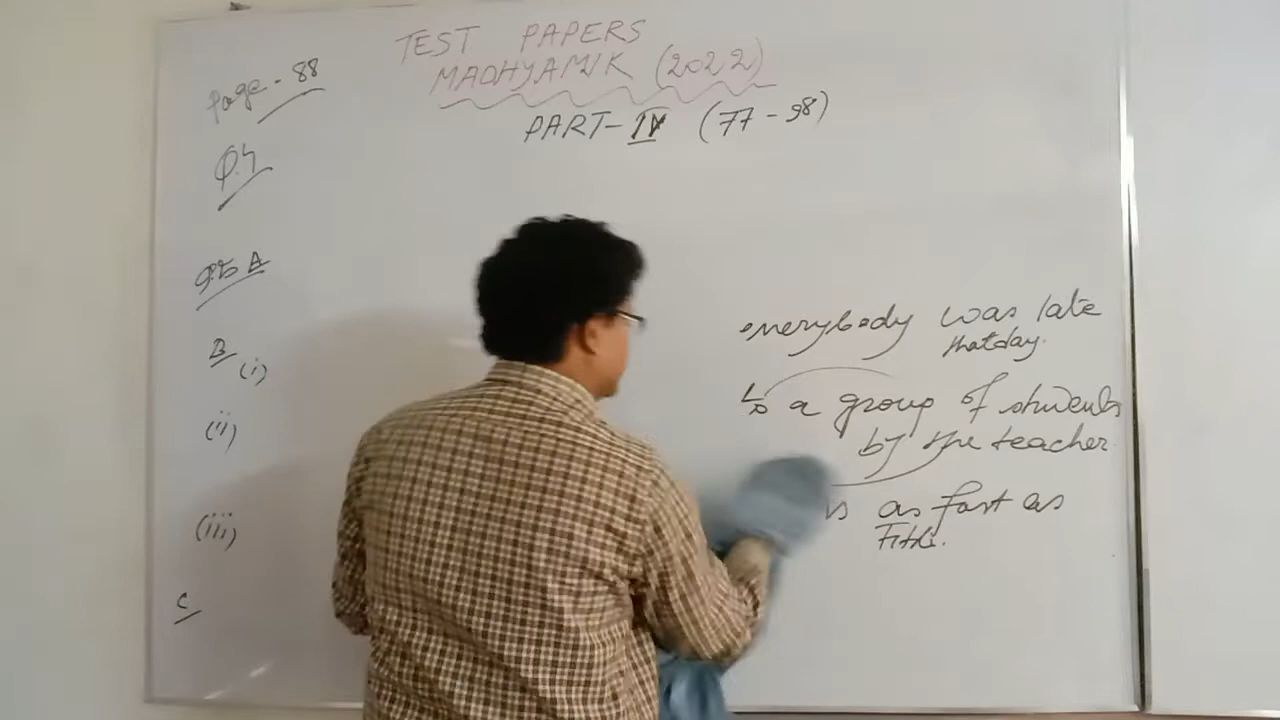 TEST PAPERS
MADHYAMIK (2022)
Page - 88
PART-IV (77-98)
Q.4
Q.5 A
B (i)
everybody was late
that day.
(ii)
to a group of students
by the teacher.
(iii)
as fast as
C